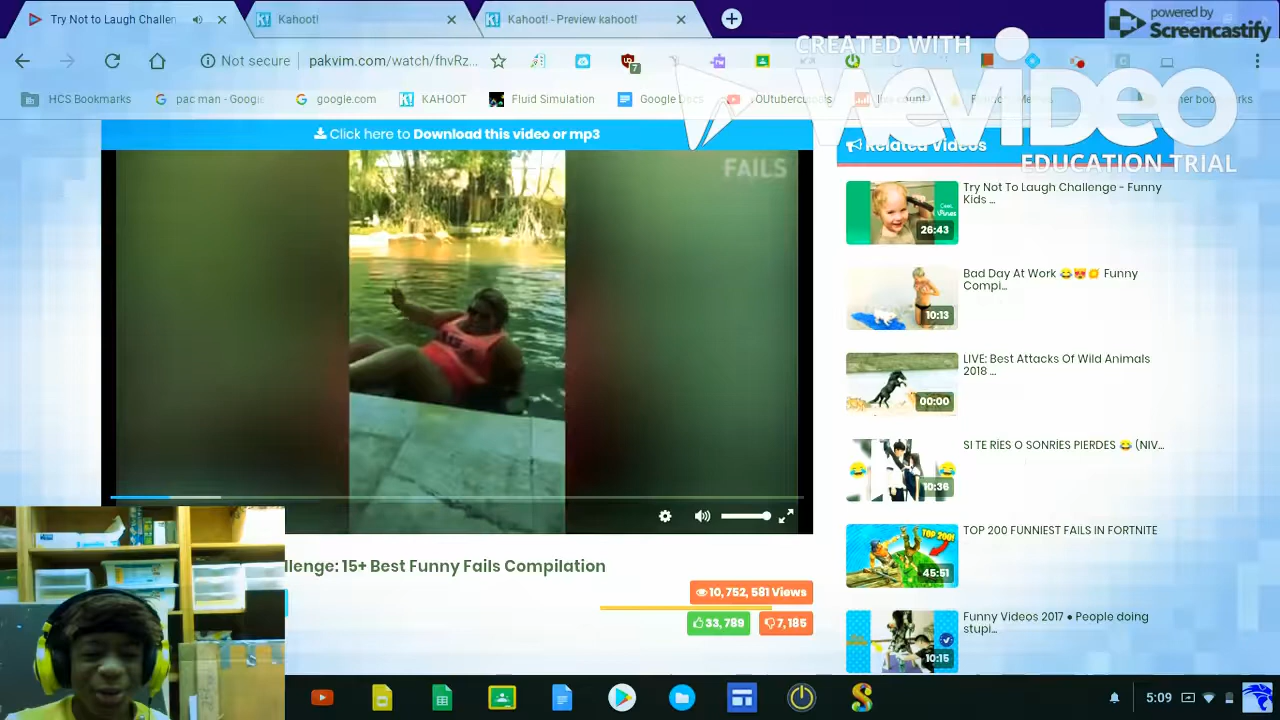 Try Not to Laugh Challen
Kahoot!
Kahoot! - Preview kahoot!
powered by
Screencastify
CREATED WITH
WEVIDEO
EDUCATION TRIAL
Not secure
pakvim.com/watch/fhvRz...
7
HCS Bookmarks
pac man - Google
google.com
KAHOOT
Fluid Simulation
Google Docs
Click here to Download this video or mp3
Related Videos
FAILS
Try Not To Laugh Challenge - Funny
Kids ...
26:43
Bad Day At Work 😂😻💥 Funny
Compi...
10:13
LIVE: Best Attacks Of Wild Animals
2018 ...
00:00
SI TE RÍES O SONRÍES PIERDES 😂 (NIV...
10:36
TOP 200 FUNNIEST FAILS IN FORTNITE
TOP 200!
45:51
Funny Videos 2017 ● People doing
stupi...
10:15
llenge: 15+ Best Funny Fails Compilation
10,752,581 Views
33,789
7,185
5:09